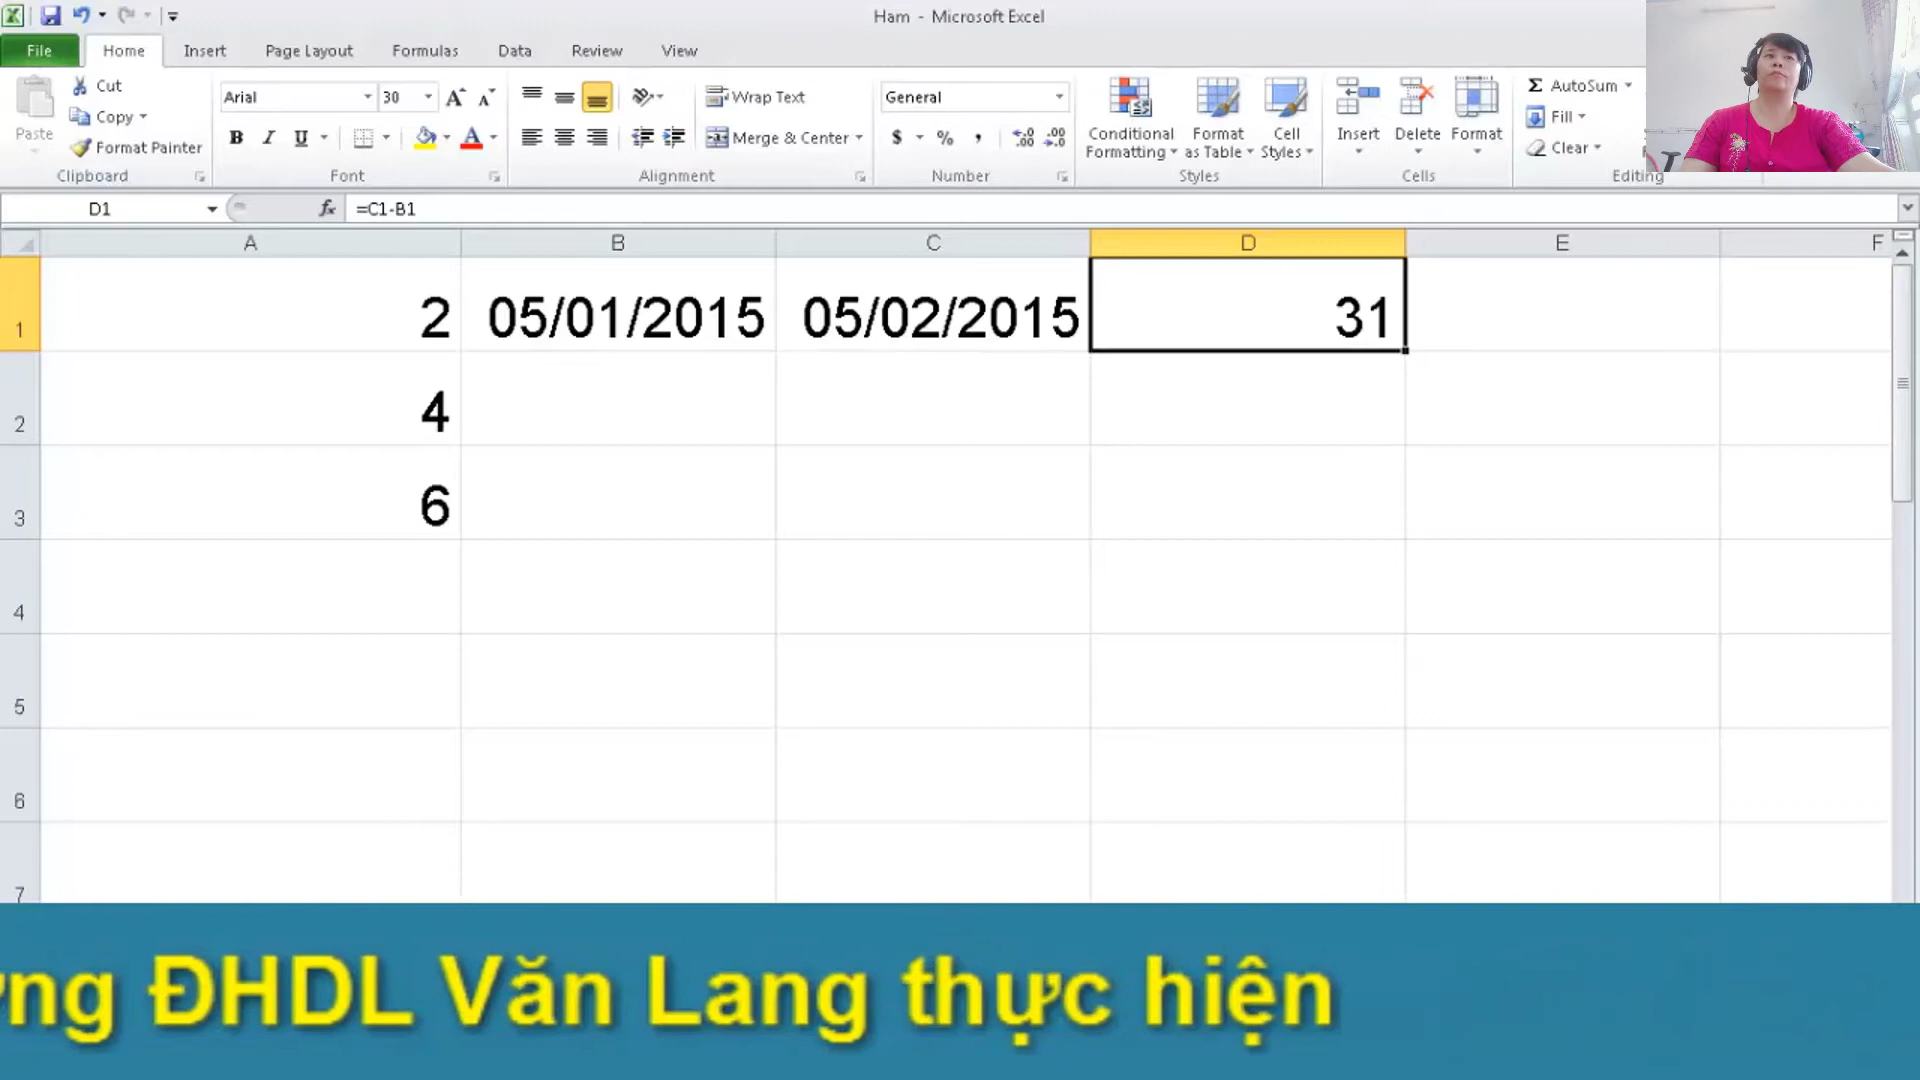 Ham - Microsoft Excel
File Home Insert Page Layout Formulas Data Review View
Paste Cut Copy Format Painter Clipboard
Arial 30 B I U Font
Wrap Text Merge & Center Alignment
General $ % , Number
Conditional Formatting Format as Table Cell Styles Styles
Insert Delete Format Cells
Σ AutoSum Fill Clear Editing
D1 fx =C1-B1
A B C D E F
1 2 05/01/2015 05/02/2015 31
2 4
3 6
4
5
6
7
ĐHDL Văn Lang thực hiện